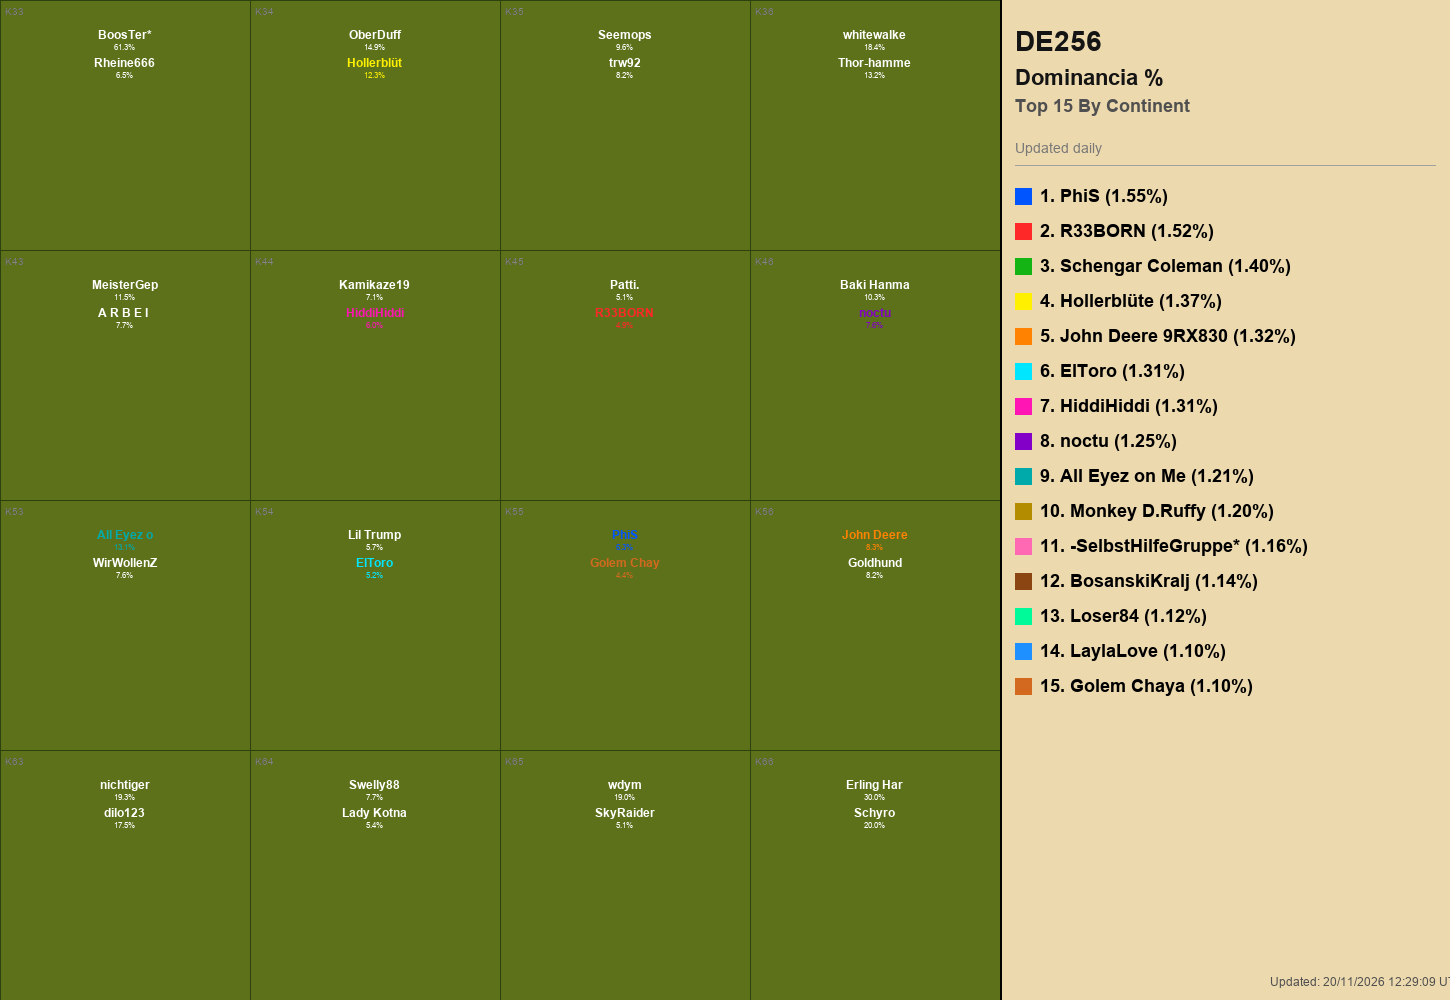 K33
BoosTer*
61.3%
Rheine666
6.5%
K34
OberDuff
14.9%
Hollerblüt
12.3%
K35
Seemops
9.6%
trw92
8.2%
K36
whitewalke
18.4%
Thor-hamme
13.2%
K43
MeisterGep
11.5%
A R B E I
7.7%
K44
Kamikaze19
7.1%
HiddiHiddi
K45
Patti.
5.1%
R33BORN
K46
Baki Hanma
10.3%
noctu
7.6%
K53
All Eyez o
WirWollenZ
7.6%
K54
Lil Trump
5.7%
ElToro
5.2%
K55
PhiS
Golem Chay
4.4%
K56
John Deere
8.3%
Goldhund
8.2%
K63
nichtiger
19.3%
dilo123
17.5%
K64
Swelly88
7.7%
Lady Kotna
5.4%
K65
wdym
19.0%
SkyRaider
5.1%
K66
Erling Har
30.0%
Schyro
20.0%
DE256
Dominancia %
Top 15 By Continent
Updated daily
1. PhiS (1.55%)
2. R33BORN (1.52%)
3. Schengar Coleman (1.40%)
4. Hollerblüte (1.37%)
5. John Deere 9RX830 (1.32%)
6. ElToro (1.31%)
7. HiddiHiddi (1.31%)
8. noctu (1.25%)
9. All Eyez on Me (1.21%)
10. Monkey D.Ruffy (1.20%)
11. -SelbstHilfeGruppe* (1.16%)
12. BosanskiKralj (1.14%)
13. Loser84 (1.12%)
14. LaylaLove (1.10%)
15. Golem Chaya (1.10%)
Updated: 20/11/2026 12:29:09